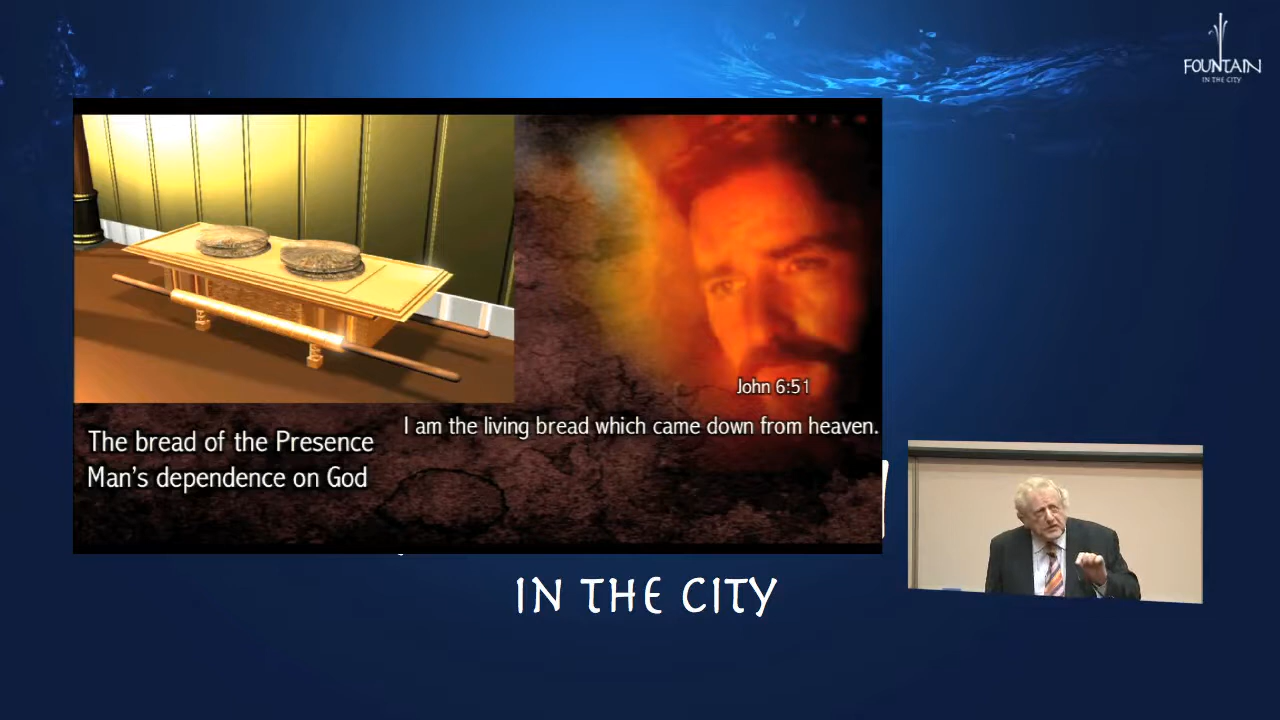 FOUNTAIN
IN THE CITY
John 6:51
I am the living bread which came down from heaven.
The bread of the Presence
Man's dependence on God
IN THE CITY